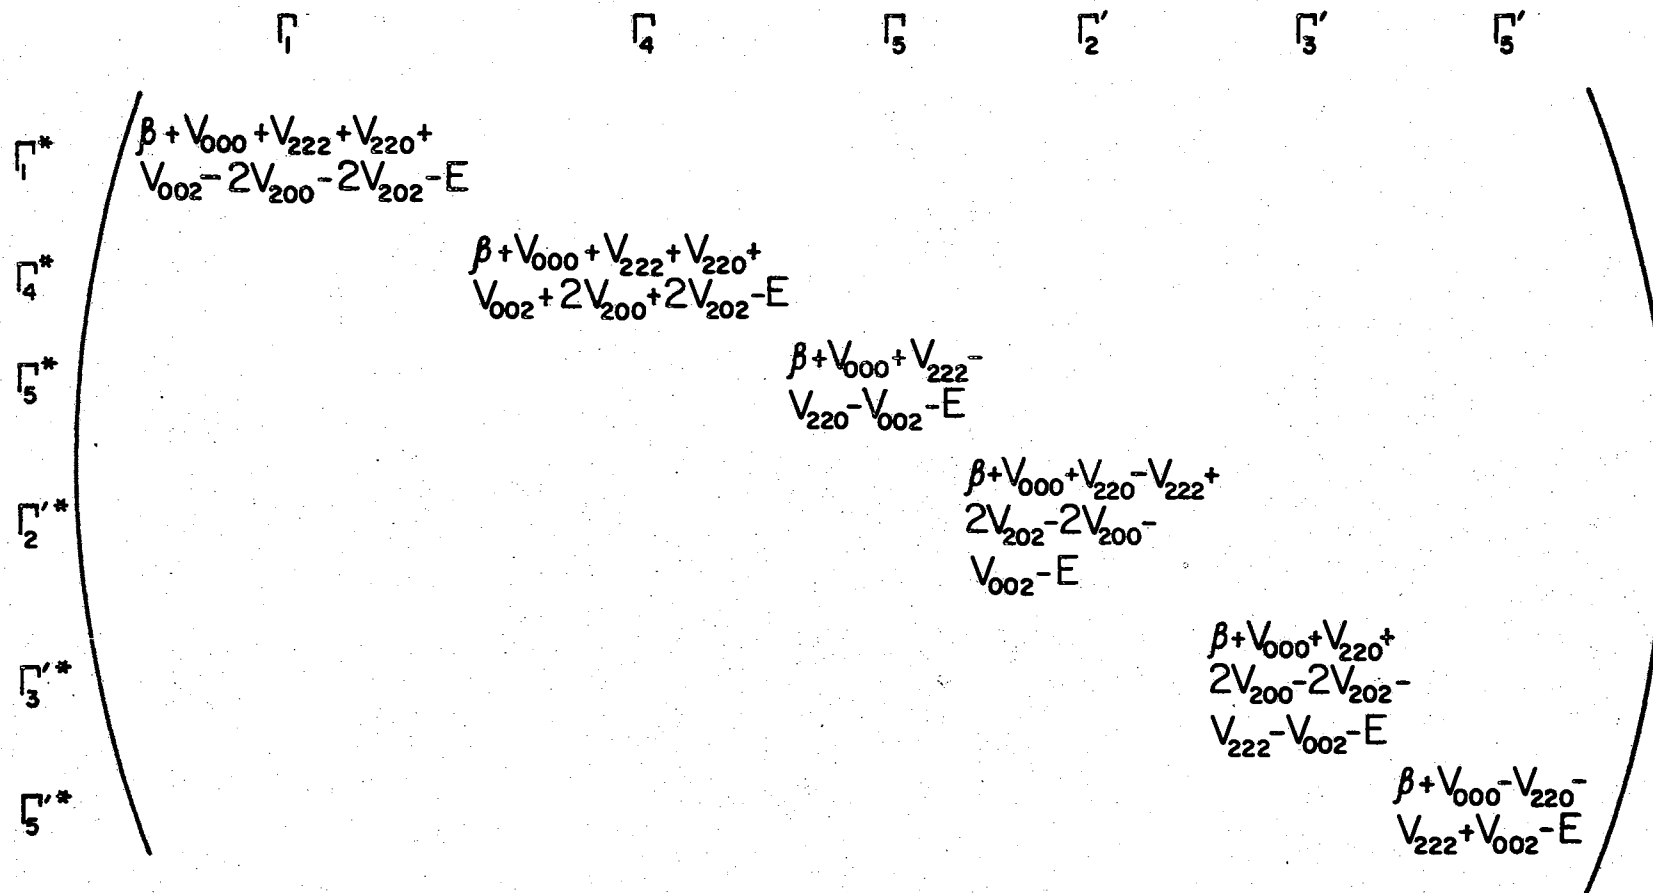 Γ₁ Γ₄ Γ₅ Γ₂′ Γ₃′ Γ₅′
Γ₁* β+V₀₀₀+V₂₂₂+V₂₂₀+
V₀₀₂-2V₂₀₀-2V₂₀₂-E
Γ₄* β+V₀₀₀+V₂₂₂+V₂₂₀+
V₀₀₂+2V₂₀₀+2V₂₀₂-E
Γ₅* β+V₀₀₀+V₂₂₂-
V₂₂₀-V₀₀₂-E
Γ₂′* β+V₀₀₀+V₂₂₀-V₂₂₂+
2V₂₀₂-2V₂₀₀-
V₀₀₂-E
Γ₃′* β+V₀₀₀+V₂₂₀+
2V₂₀₀-2V₂₀₂-
V₂₂₂-V₀₀₂-E
Γ₅′* β+V₀₀₀-V₂₂₀-
V₂₂₂+V₀₀₂-E